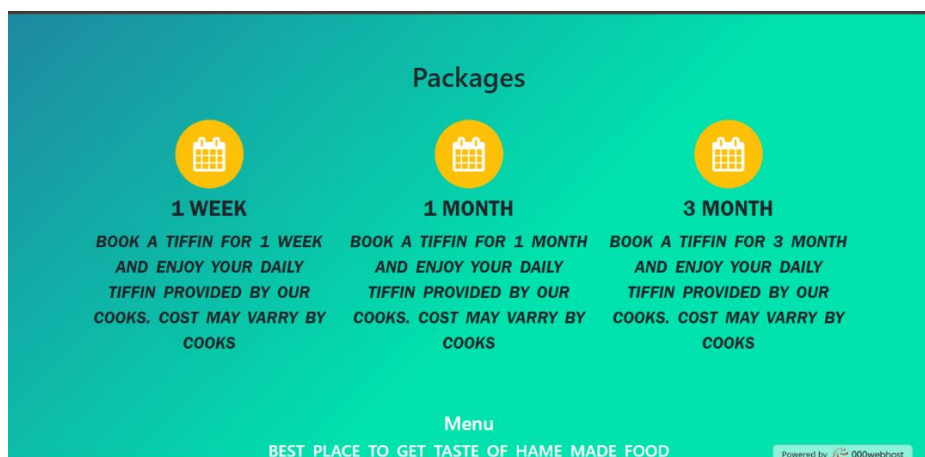 Packages
1 WEEK
BOOK A TIFFIN FOR 1 WEEK
AND ENJOY YOUR DAILY
TIFFIN PROVIDED BY OUR
COOKS. COST MAY VARRY BY
COOKS
1 MONTH
BOOK A TIFFIN FOR 1 MONTH
AND ENJOY YOUR DAILY
TIFFIN PROVIDED BY OUR
COOKS. COST MAY VARRY BY
COOKS
3 MONTH
BOOK A TIFFIN FOR 3 MONTH
AND ENJOY YOUR DAILY
TIFFIN PROVIDED BY OUR
COOKS. COST MAY VARRY BY
COOKS
Menu
BEST PLACE TO GET TASTE OF HAME MADE FOOD
Powered by 000webhost